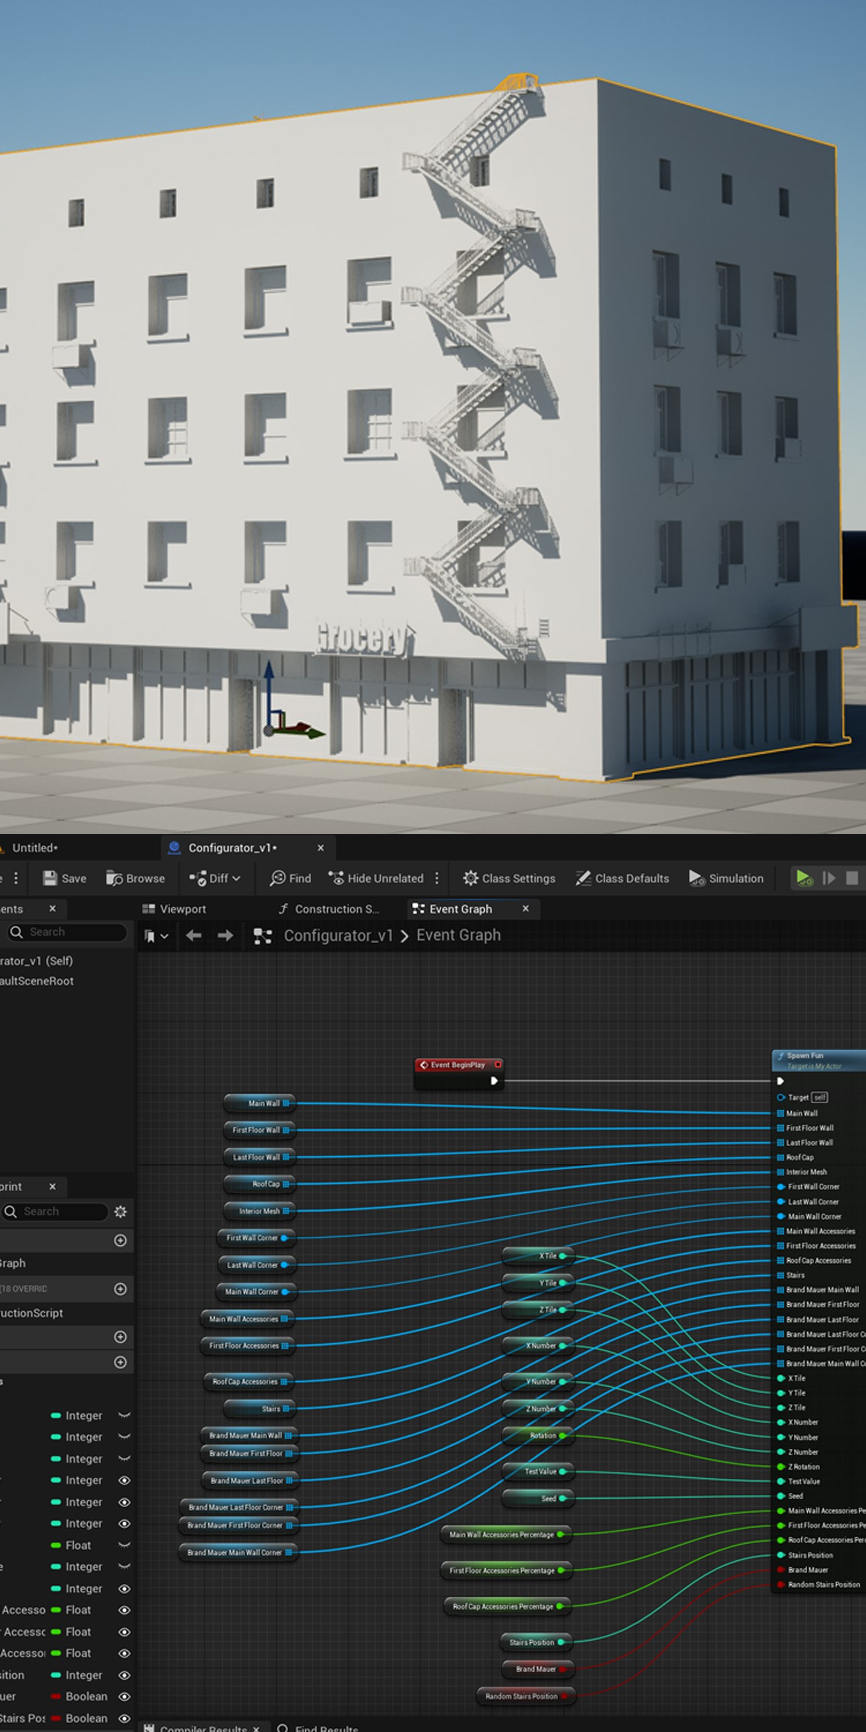 Grocery
Untitled*
Configurator_v1*
Save
Browse
Diff
Find
Hide Unrelated
Class Settings
Class Defaults
Simulation
ents
Viewport
Construction S...
Event Graph
Search
Configurator_v1 > Event Graph
rator_v1 (Self)
aultSceneRoot
Event BeginPlay
Spawn Fun
Target is My Actor
Target self
Main Wall
Main Wall
First Floor Wall
First Floor Wall
Last Floor Wall
Last Floor Wall
Roof Cap
Roof Cap
Interior Mesh
Interior Mesh
First Wall Corner
First Wall Corner
Last Wall Corner
Last Wall Corner
Main Wall Corner
Main Wall Corner
Main Wall Accessories
Main Wall Accessories
First Floor Accessories
First Floor Accessories
Roof Cap Accessories
Roof Cap Accessories
Stairs
Stairs
Brand Mauer Main Wall
Brand Mauer Main Wall
Brand Mauer First Floor
Brand Mauer First Floor
Brand Mauer Last Floor
Brand Mauer Last Floor
Brand Mauer Last Floor Corner
Brand Mauer Last Floor Co
Brand Mauer First Floor Corner
Brand Mauer First Floor C
Brand Mauer Main Wall Corner
Brand Mauer Main Wall Co
X Tile
X Tile
Y Tile
Y Tile
Z Tile
Z Tile
X Number
X Number
Y Number
Y Number
Z Number
Z Number
Rotation
Z Rotation
Test Value
Test Value
Seed
Seed
Main Wall Accessories Percentage
Main Wall Accessories Pe
First Floor Accessories Percentage
First Floor Accessories Pe
Roof Cap Accessories Percentage
Roof Cap Accessories Per
Stairs Position
Stairs Position
Brand Mauer
Brand Mauer
Random Stairs Position
Random Stairs Position
print
Search
Graph
[18 OVERRIC
ructionScript
s
Integer
Integer
Integer
Integer
Integer
Integer
Float
e Integer
Integer
Accesso Float
r Accesso Float
Accessor Float
sition Integer
uer Boolean
Stairs Pos Boolean
Compiler Results
Find Results